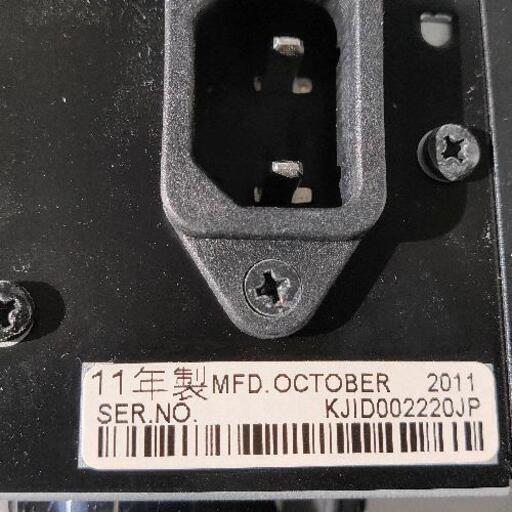 11年製 MFD. OCTOBER 2011
SER.NO. KJID002220JP